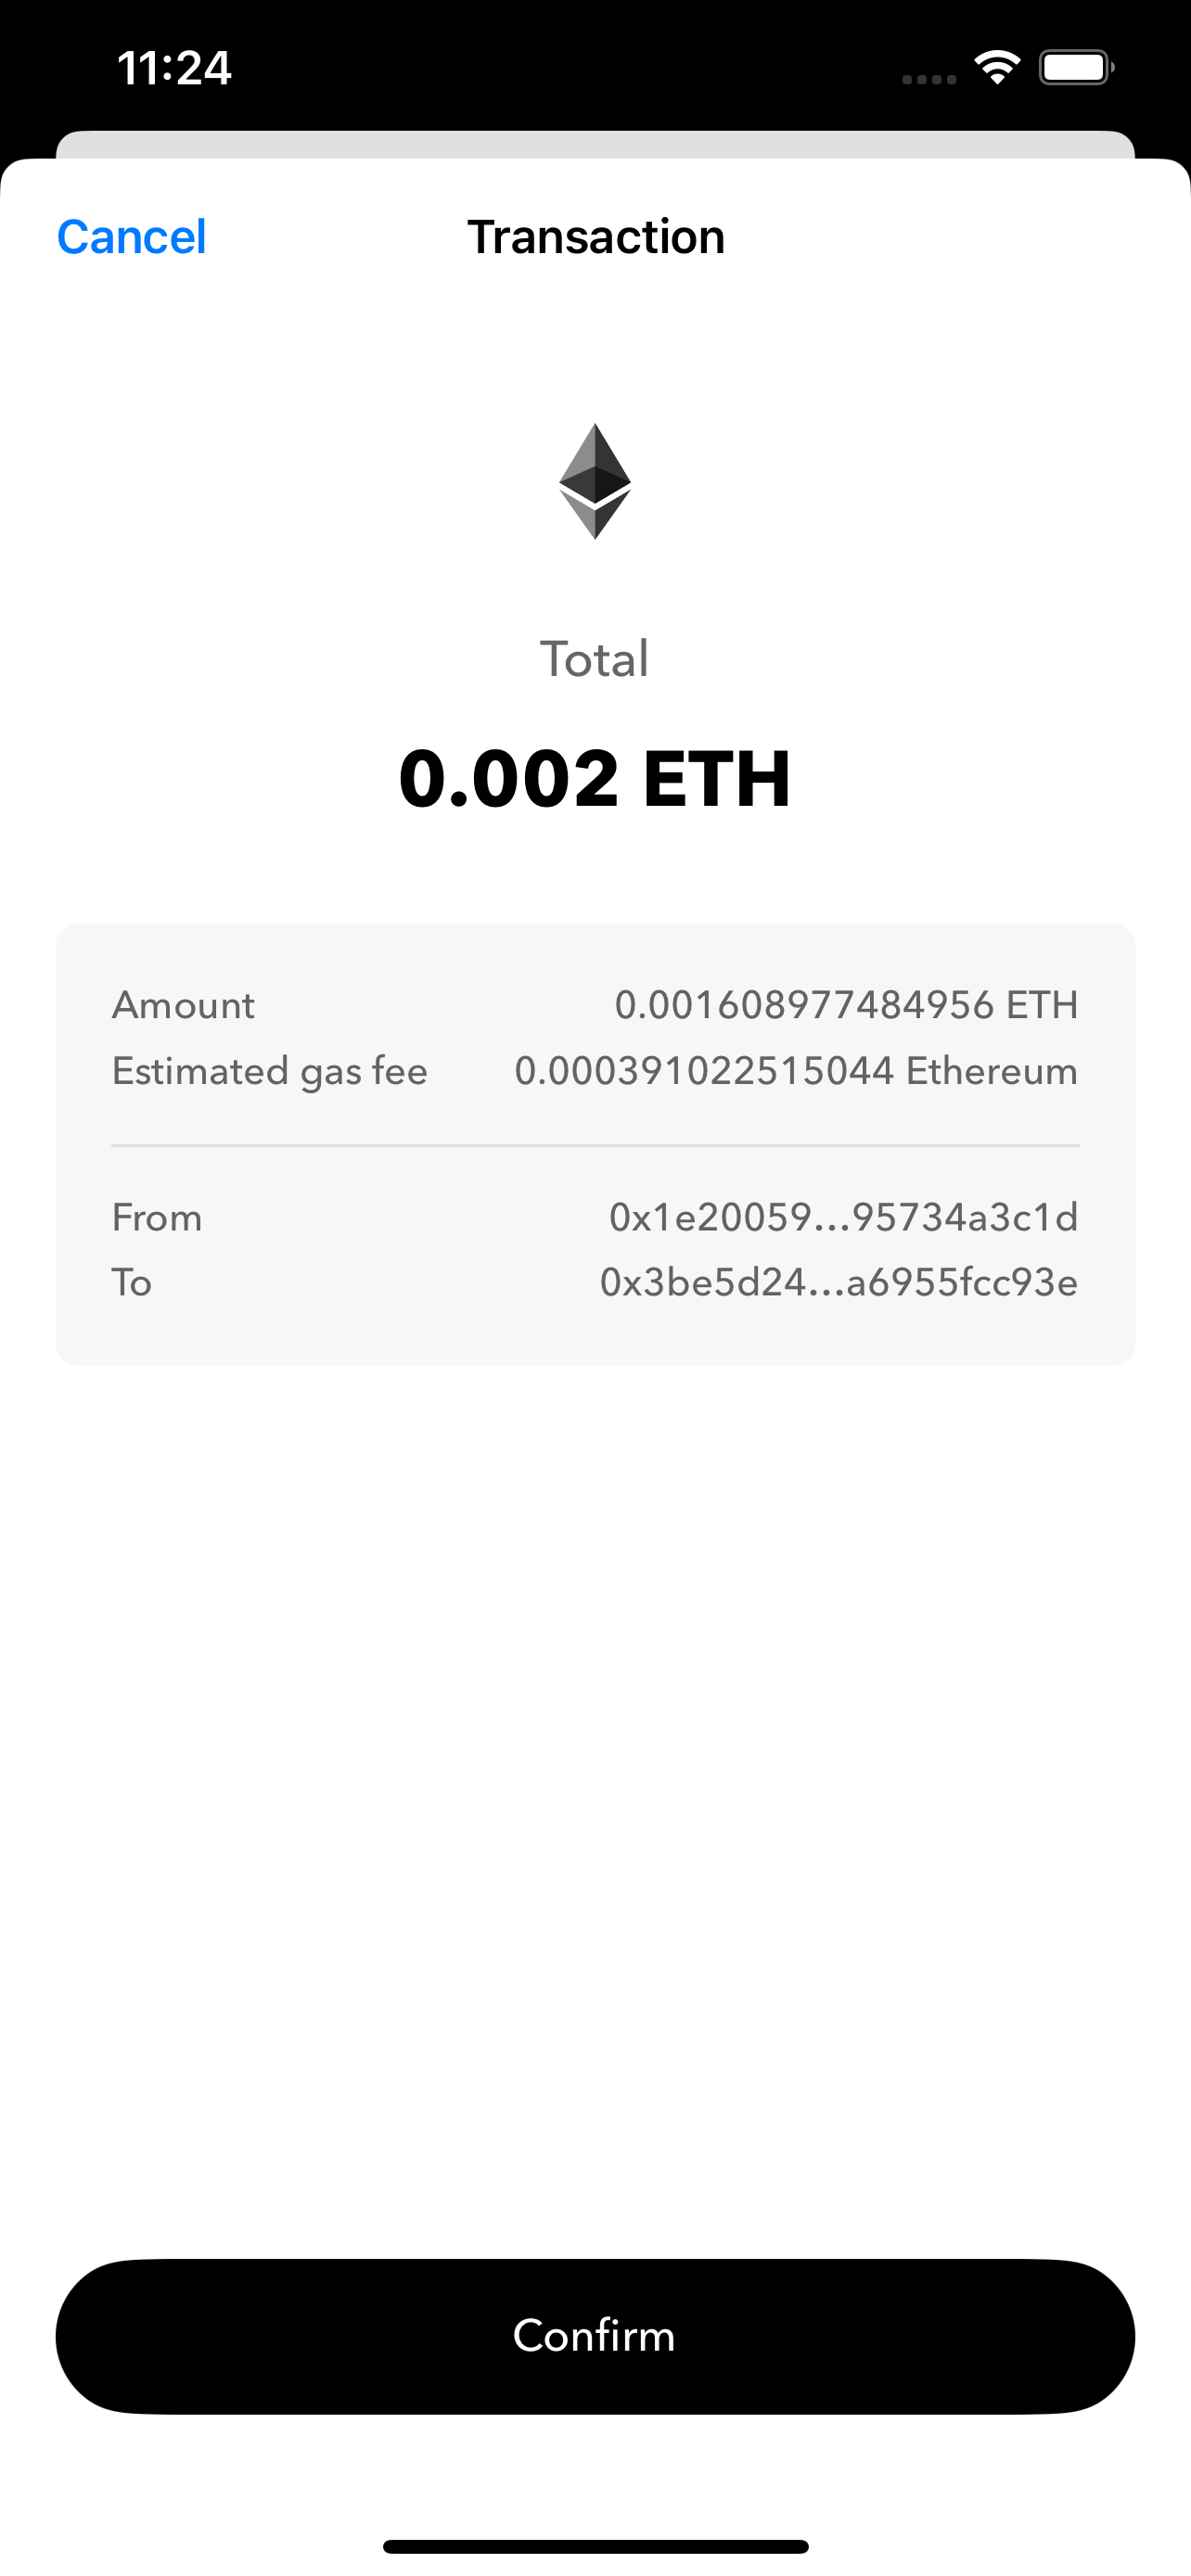 11:24
Cancel Transaction
Total
0.002 ETH
Amount 0.001608977484956 ETH
Estimated gas fee 0.000391022515044 Ethereum
From 0x1e20059...95734a3c1d
To 0x3be5d24...a6955fcc93e
Confirm